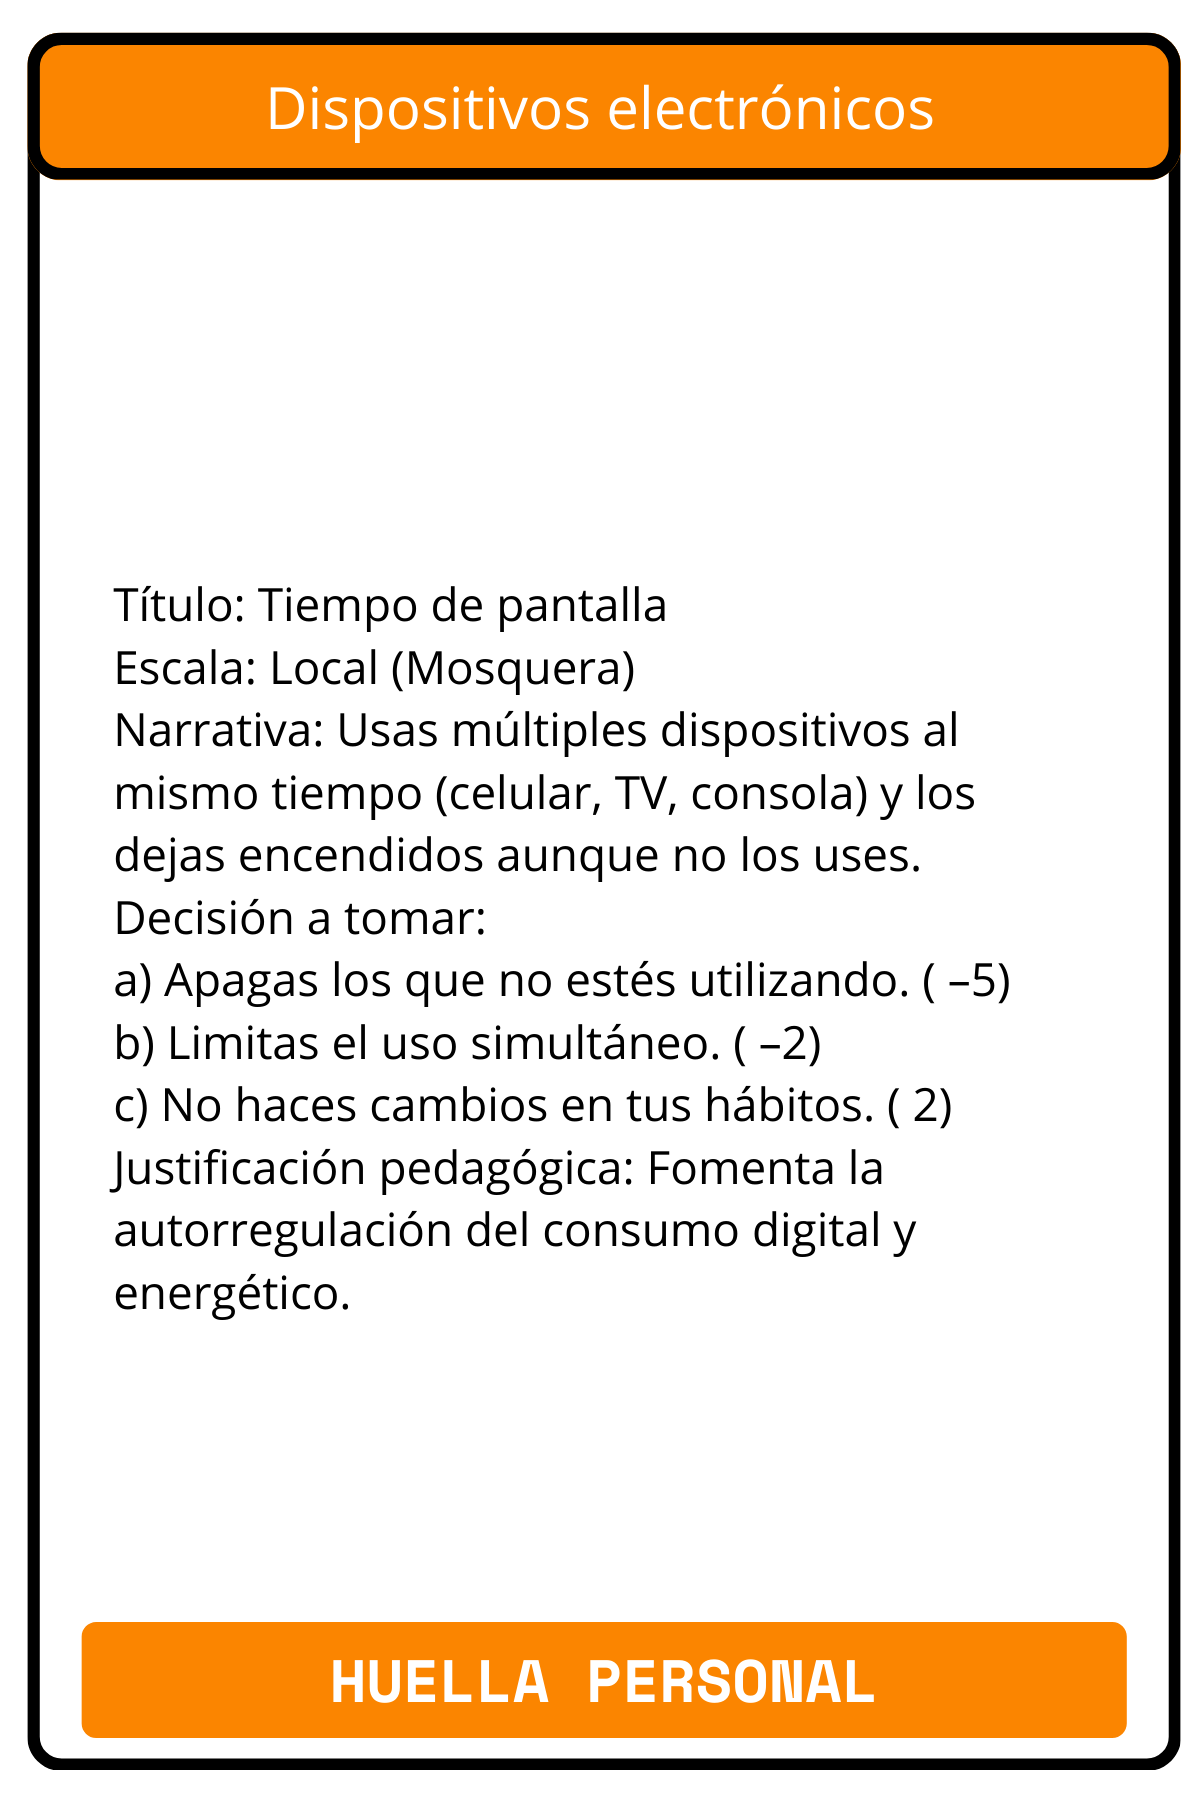 Dispositivos electrónicos
Título: Tiempo de pantalla
Escala: Local (Mosquera)
Narrativa: Usas múltiples dispositivos al
mismo tiempo (celular, TV, consola) y los
dejas encendidos aunque no los uses.
Decisión a tomar:
a) Apagas los que no estés utilizando. ( –5)
b) Limitas el uso simultáneo. ( –2)
c) No haces cambios en tus hábitos. ( 2)
Justificación pedagógica: Fomenta la
autorregulación del consumo digital y
energético.
HUELLA PERSONAL